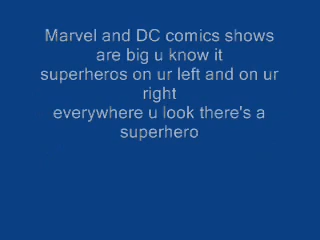 Marvel and DC comics shows
are big u know it
superheros on ur left and on ur
right
everywhere u look there's a
superhero